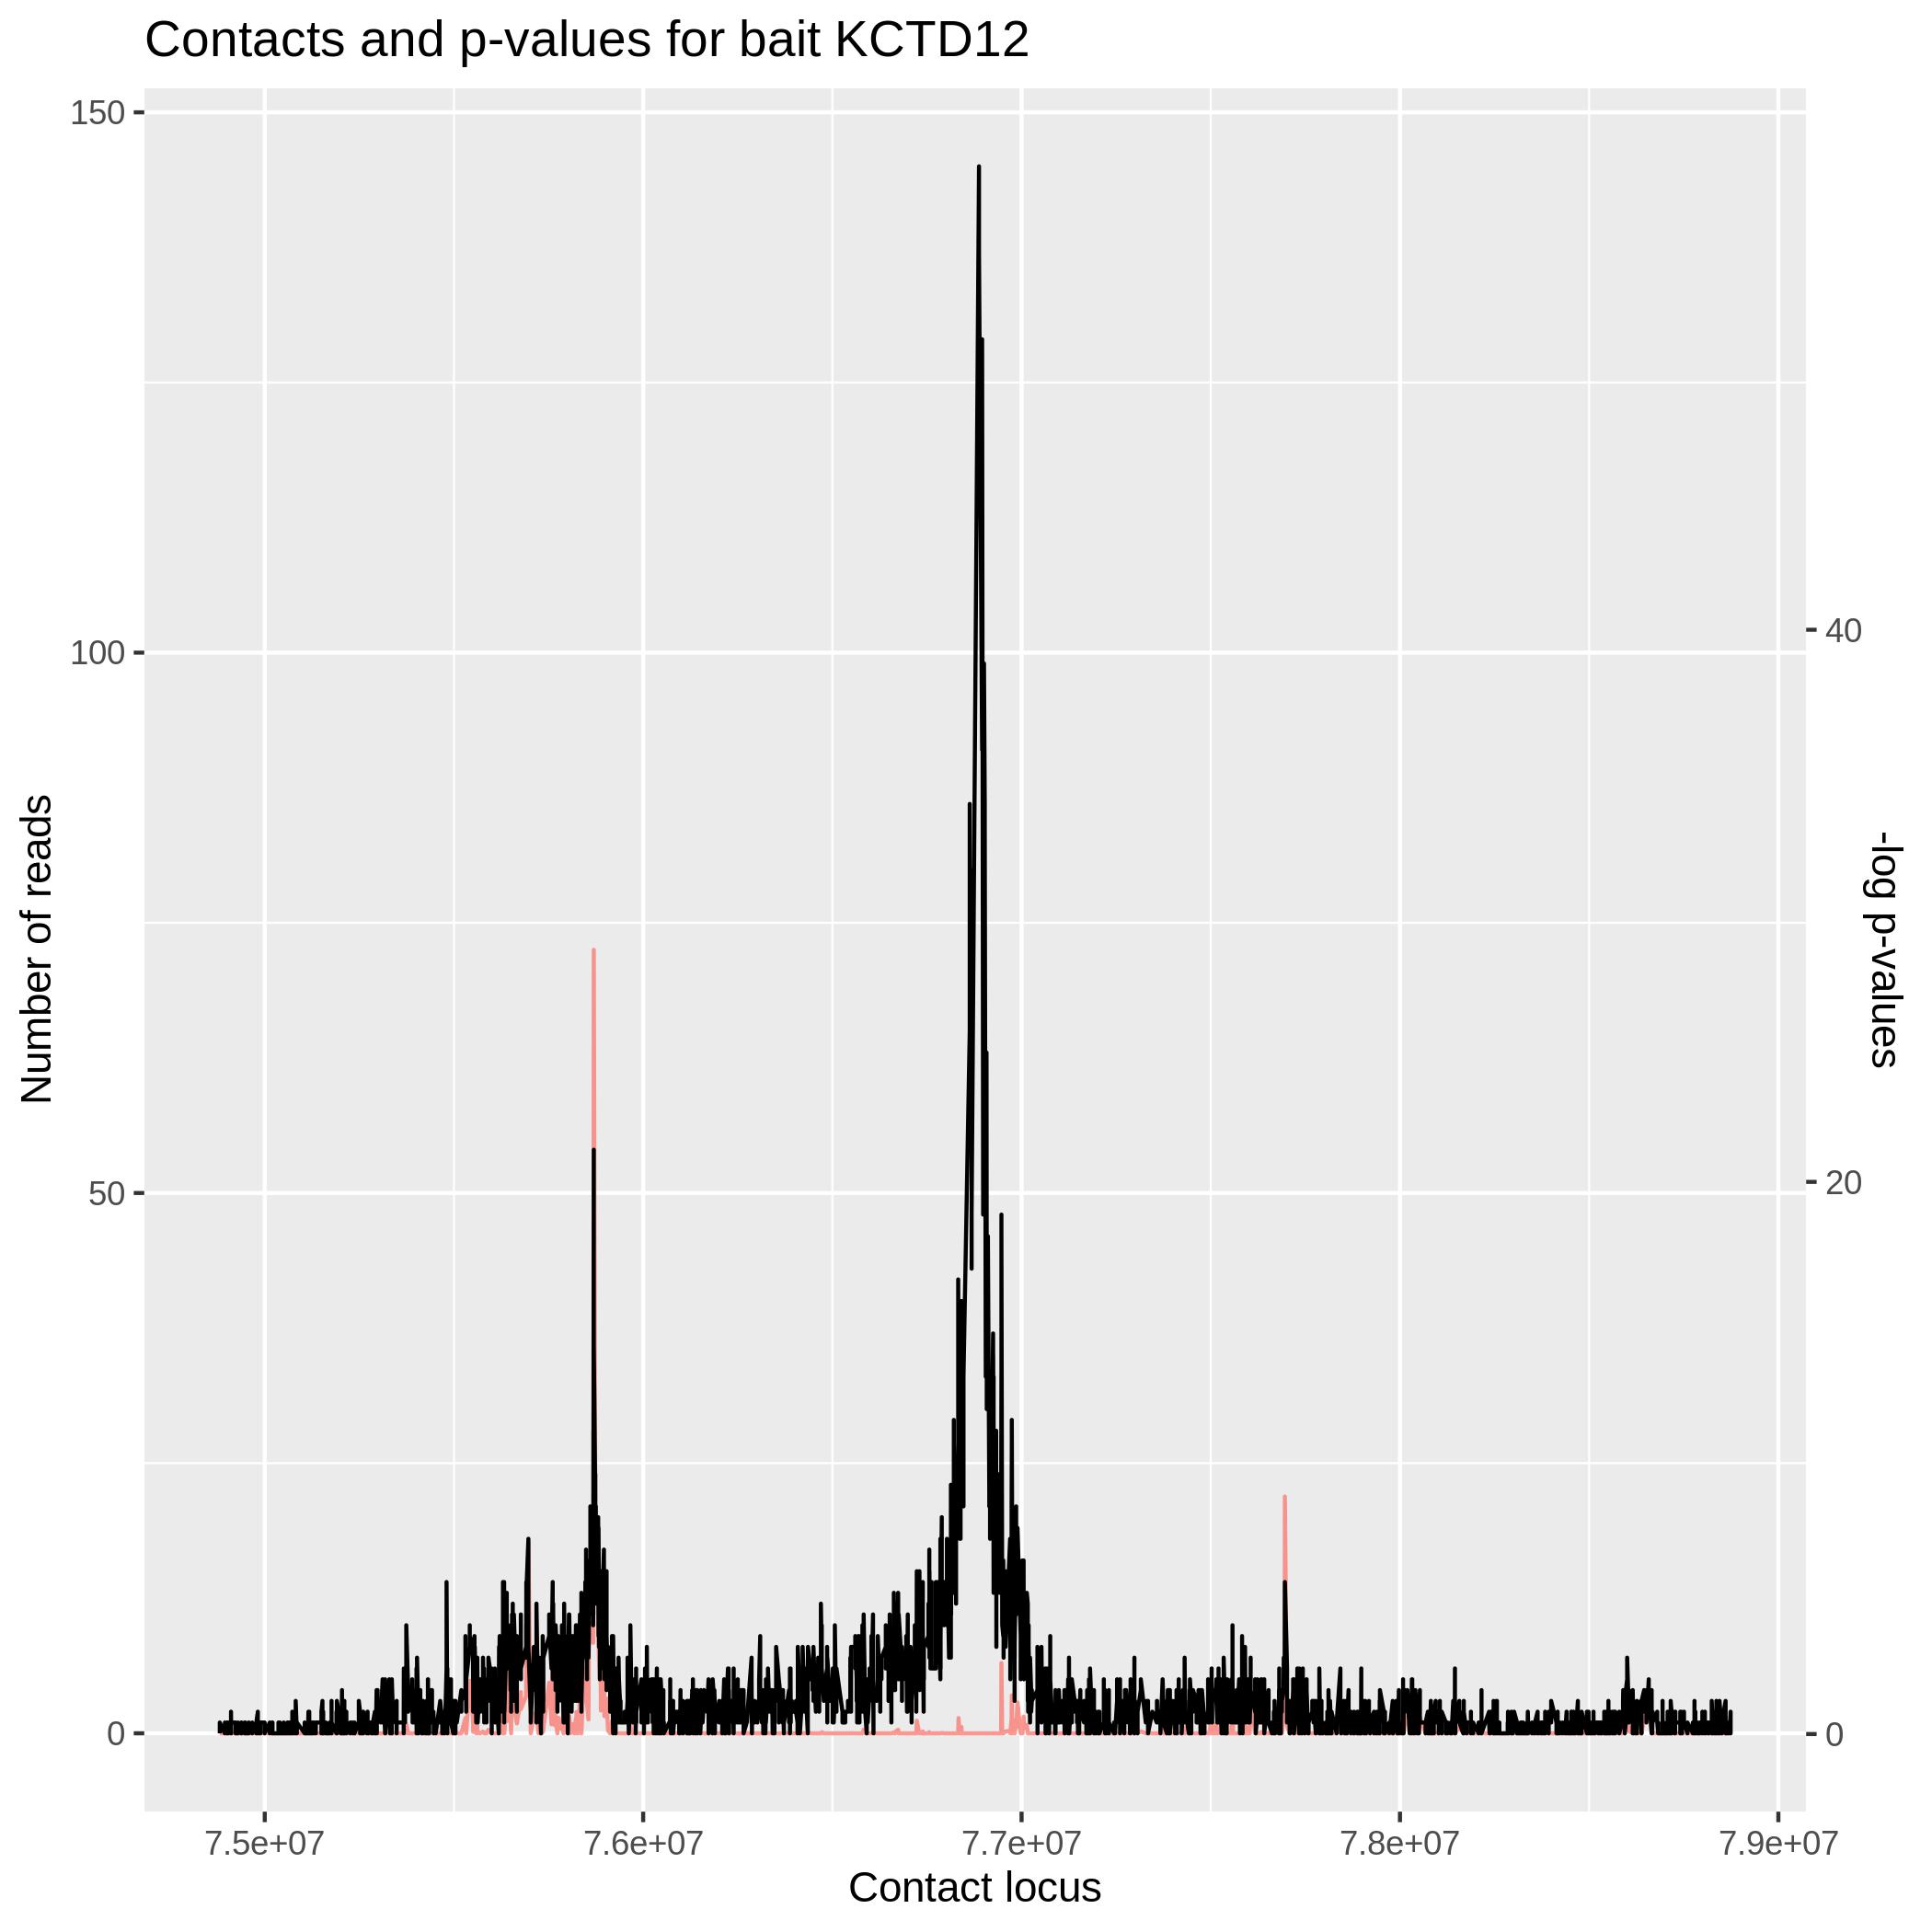 Contacts and p-values for bait KCTD12
150
100
50
0
Number of reads
40
20
0
-log p-values
7.5e+07
7.6e+07
7.7e+07
7.8e+07
7.9e+07
Contact locus